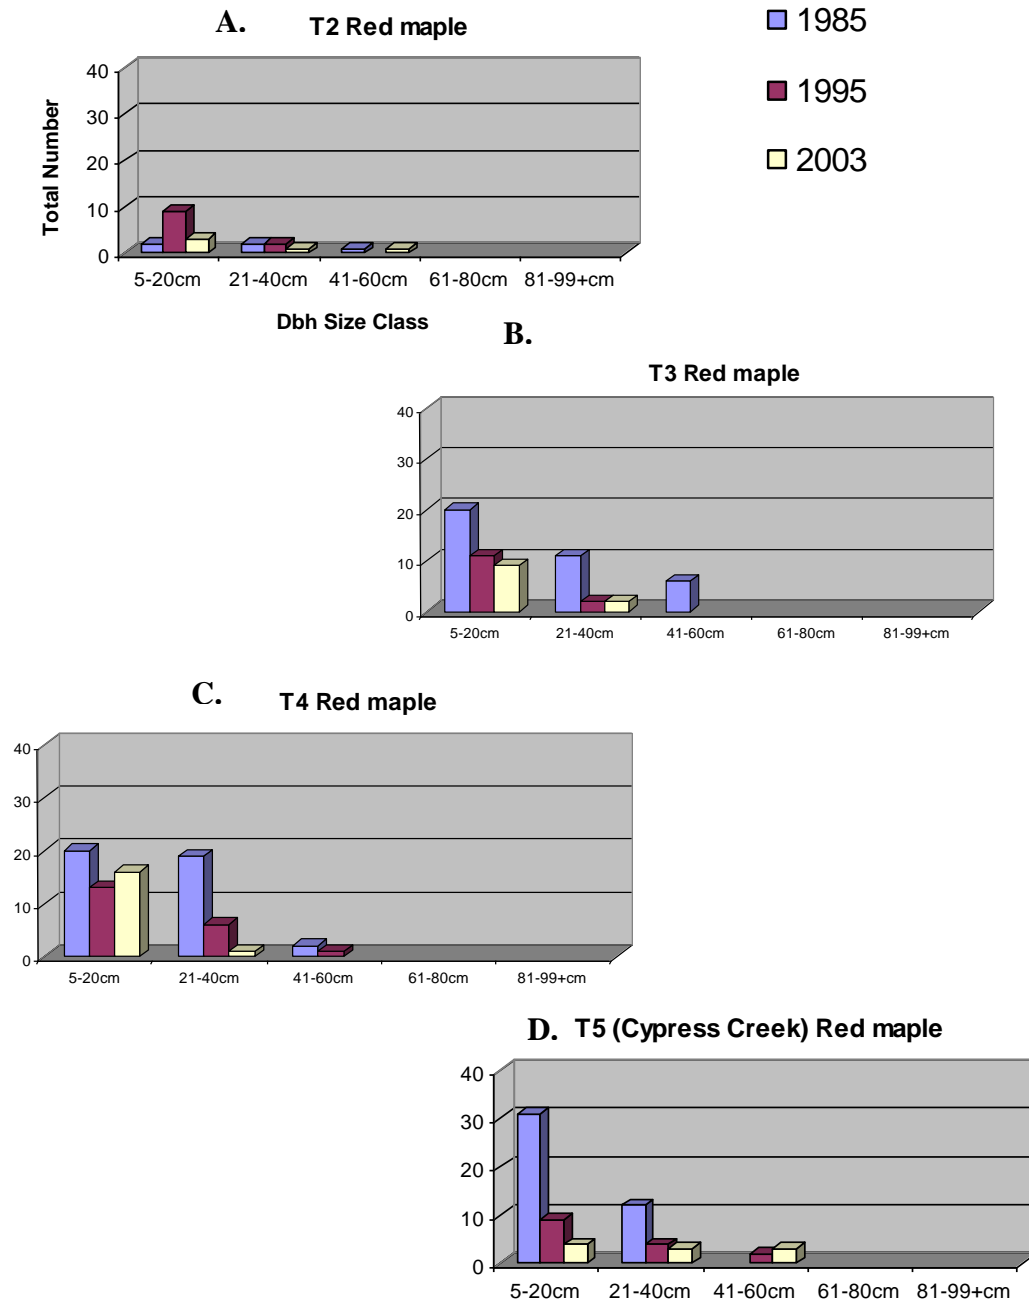 A. T2 Red maple
1985
1995
2003
Total Number
40
30
20
10
0
5-20cm 21-40cm 41-60cm 61-80cm 81-99+cm
Dbh Size Class
B.
T3 Red maple
40
30
20
10
0
5-20cm 21-40cm 41-60cm 61-80cm 81-99+cm
C. T4 Red maple
40
30
20
10
0
5-20cm 21-40cm 41-60cm 61-80cm 81-99+cm
D. T5 (Cypress Creek) Red maple
40
30
20
10
0
5-20cm 21-40cm 41-60cm 61-80cm 81-99+cm